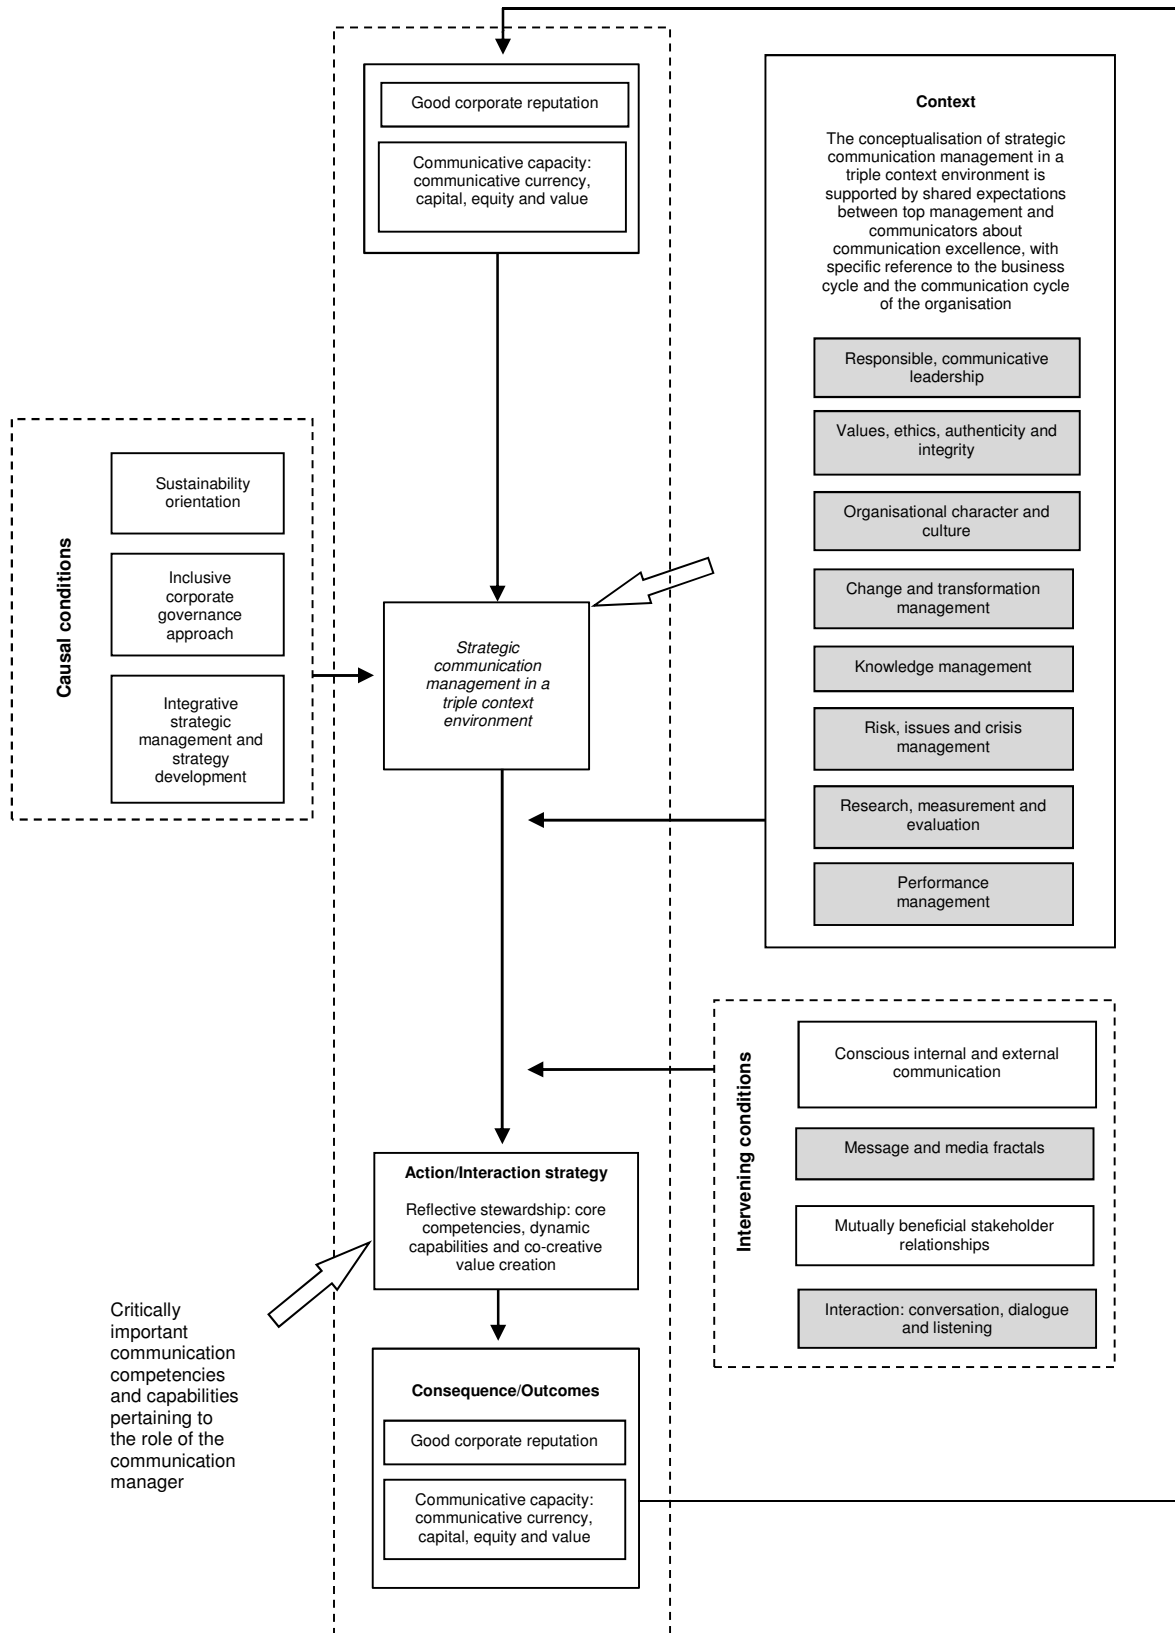 Good corporate reputation
Communicative capacity:
communicative currency,
capital, equity and value
Context
The conceptualisation of strategic
communication management in a
triple context environment is
supported by shared expectations
between top management and
communicators about
communication excellence, with
specific reference to the business
cycle and the communication cycle
of the organisation
Responsible, communicative
leadership
Values, ethics, authenticity and
integrity
Organisational character and
culture
Change and transformation
management
Knowledge management
Risk, issues and crisis
management
Research, measurement and
evaluation
Performance
management
Causal conditions
Sustainability
orientation
Inclusive
corporate
governance
approach
Integrative
strategic
management and
strategy
development
Strategic
communication
management in a
triple context
environment
Intervening conditions
Conscious internal and external
communication
Message and media fractals
Mutually beneficial stakeholder
relationships
Interaction: conversation, dialogue
and listening
Action/Interaction strategy
Reflective stewardship: core
competencies, dynamic
capabilities and co-creative
value creation
Critically
important
communication
competencies
and capabilities
pertaining to
the role of the
communication
manager
Consequence/Outcomes
Good corporate reputation
Communicative capacity:
communicative currency,
capital, equity and value